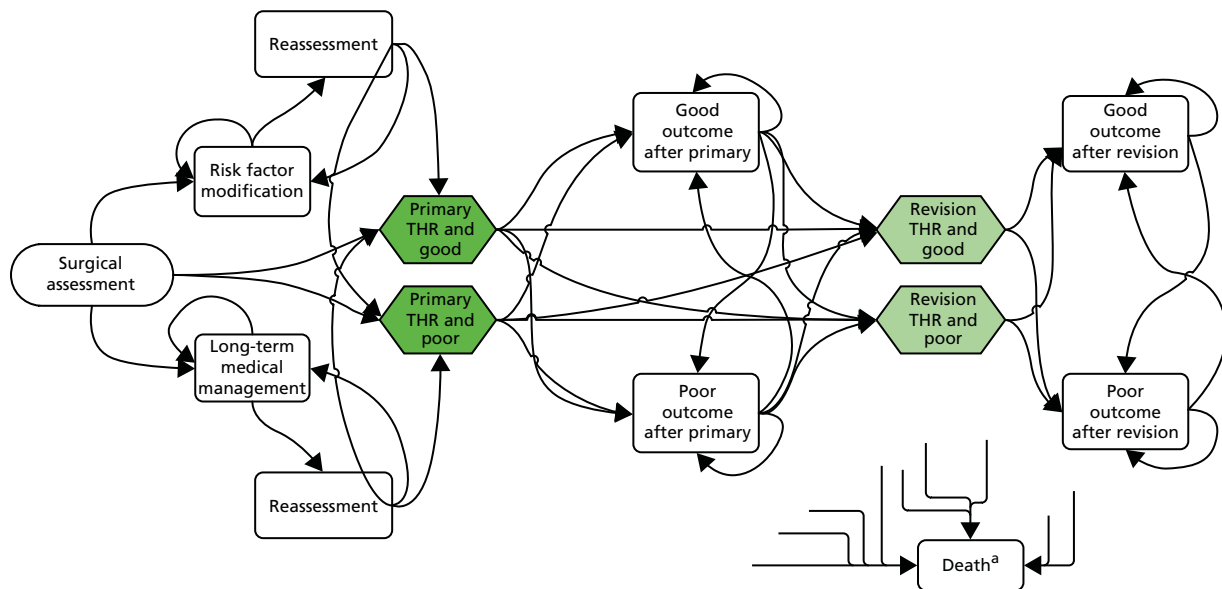 Reassessment
Risk factor
modification
Surgical
assessment
Long-term
medical
management
Reassessment
Primary
THR and
good
Primary
THR and
poor
Good
outcome
after primary
Poor
outcome
after primary
Revision
THR and
good
Revision
THR and
poor
Good
outcome
after revision
Poor
outcome
after revision
Deathᵃ